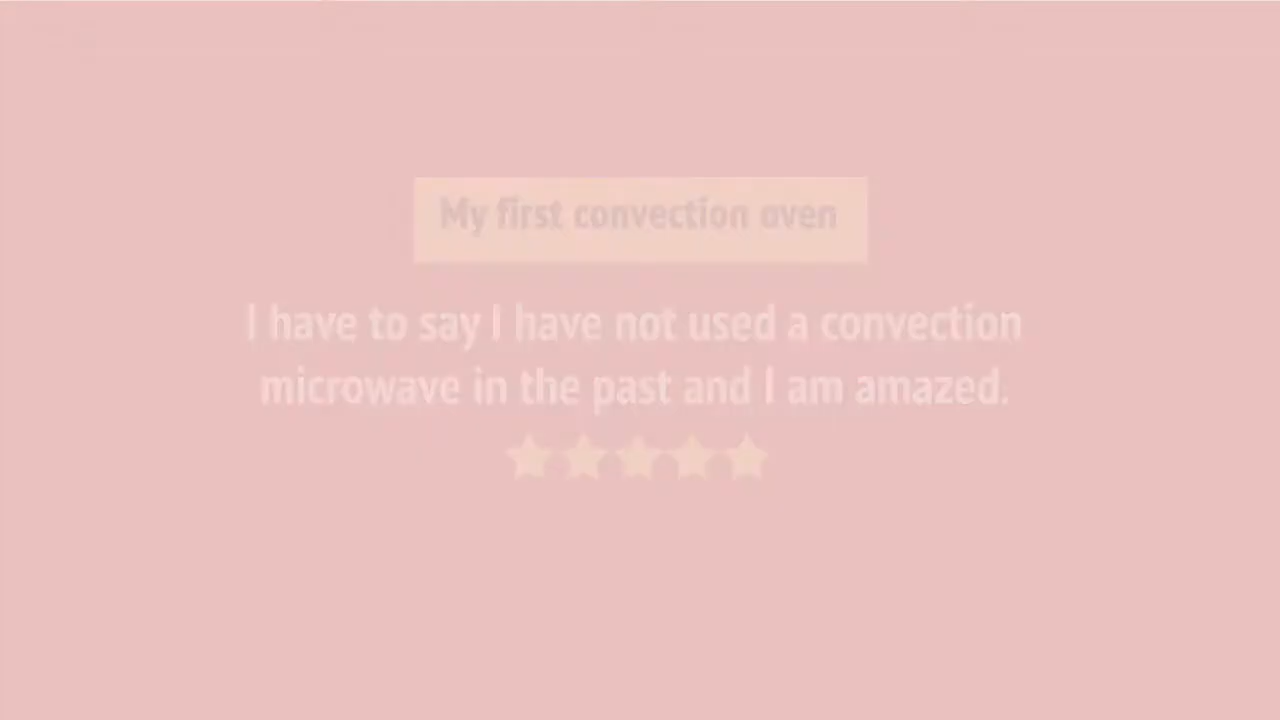 My first convection oven
I have to say I have not used a convection
microwave in the past and I am amazed.